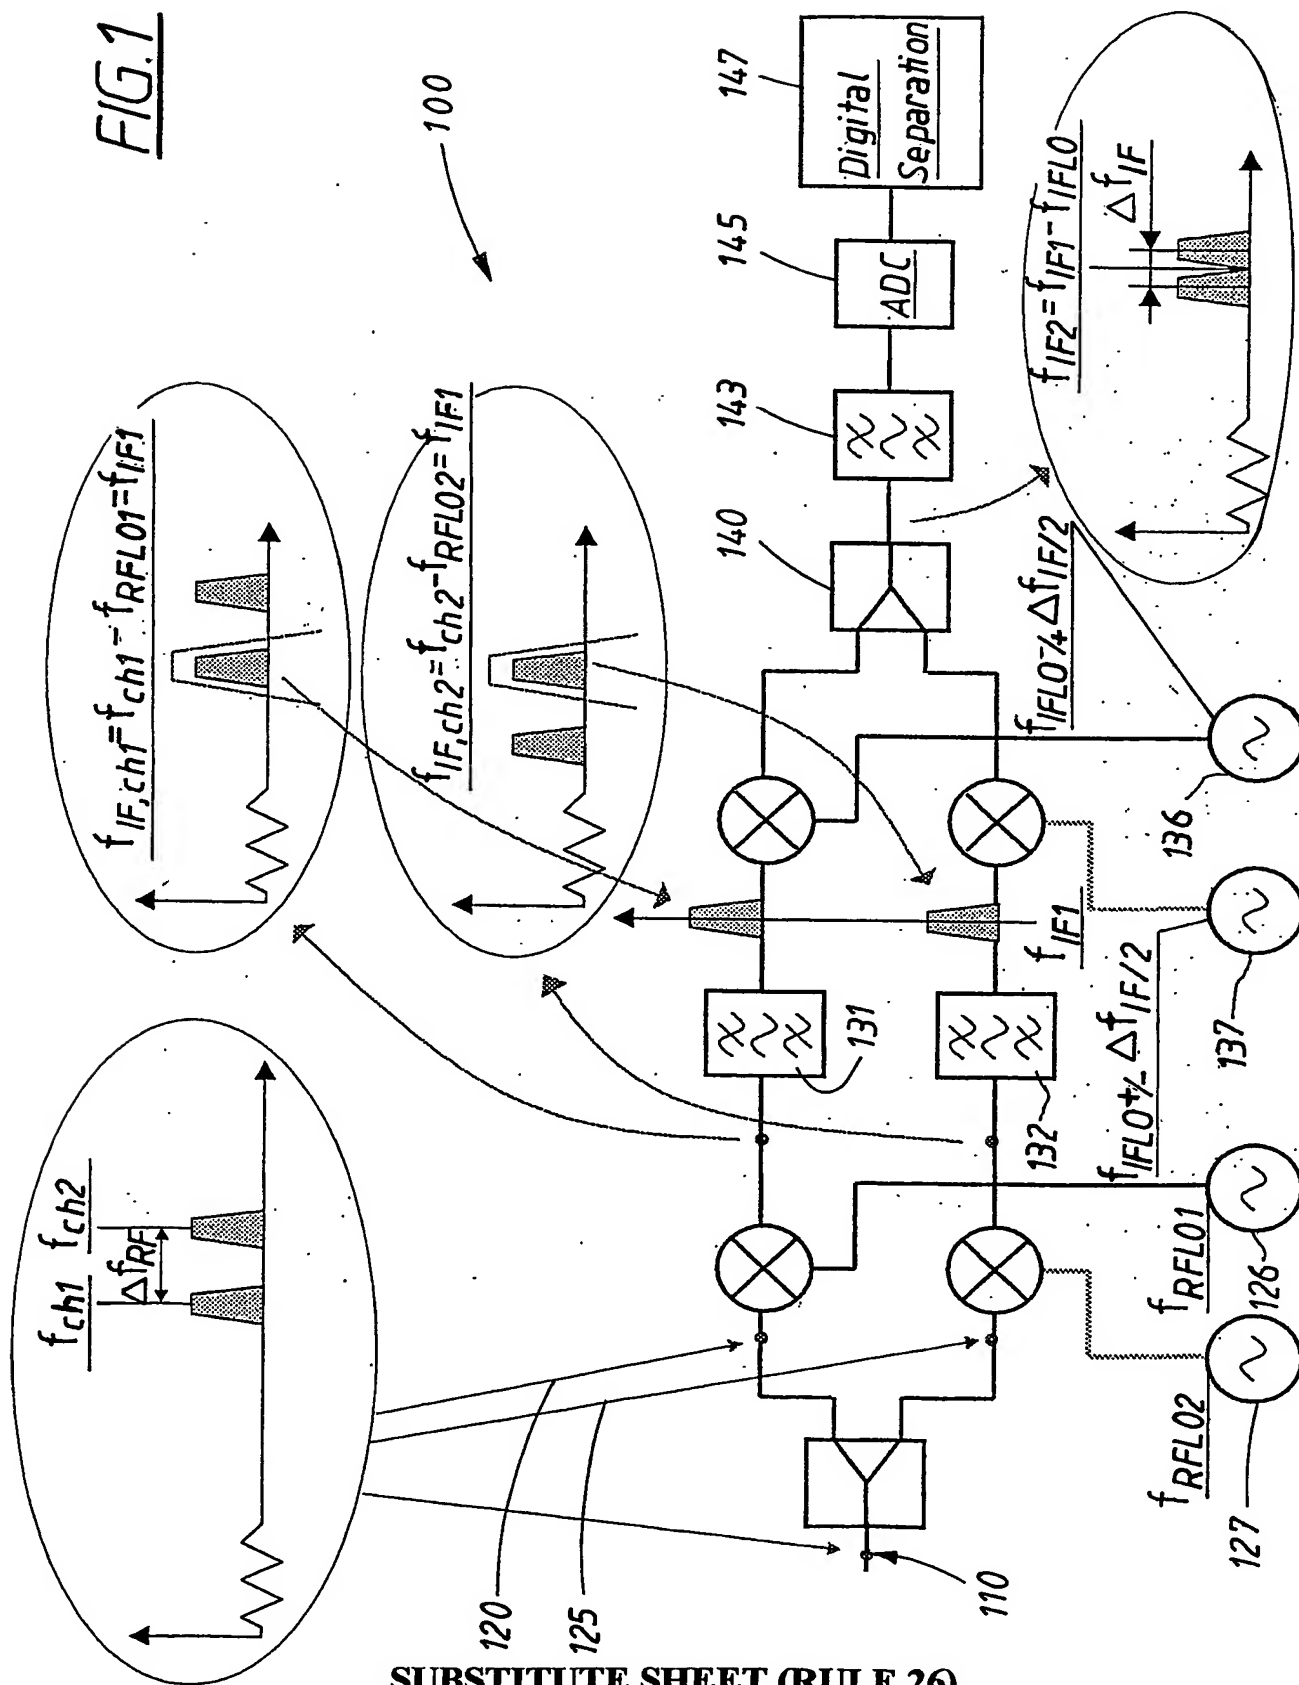 FIG.1
100
f_ch1 f_ch2
Δf_RF
f_IF,ch1 = f_ch1 - f_RFLO1 = f_IF1
f_IF,ch2 = f_ch2 - f_RFLO2 = f_IF1
120
125
110
131
132
f_IF1
140
143
145
147
ADC
Digital
Separation
f_IF2 = f_IF1 - f_IFLO
Δf_IF
f_RFLO2
127
f_RFLO1
126
f_IFLO +/- Δf_IF/2
137
f_IFLO -/+ Δf_IF/2
136
SUBSTITUTE SHEET (RULE 26)